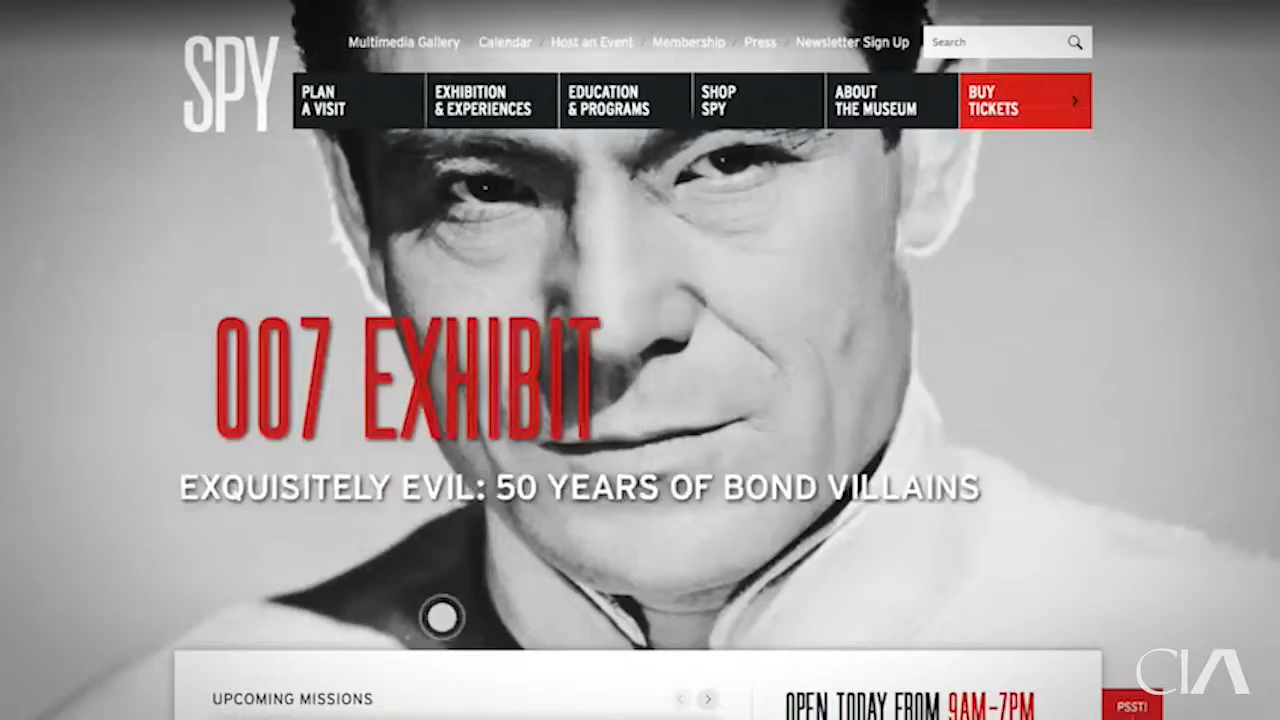 SPY
Multimedia Gallery / Calendar / Host an Event / Membership / Press / Newsletter Sign Up
Search
PLAN
A VISIT
EXHIBITION
& EXPERIENCES
EDUCATION
& PROGRAMS
SHOP
SPY
ABOUT
THE MUSEUM
BUY
TICKETS
007 EXHIBIT
EXQUISITELY EVIL: 50 YEARS OF BOND VILLAINS
UPCOMING MISSIONS
OPEN TODAY FROM 9AM-7PM
PSST!
CIA